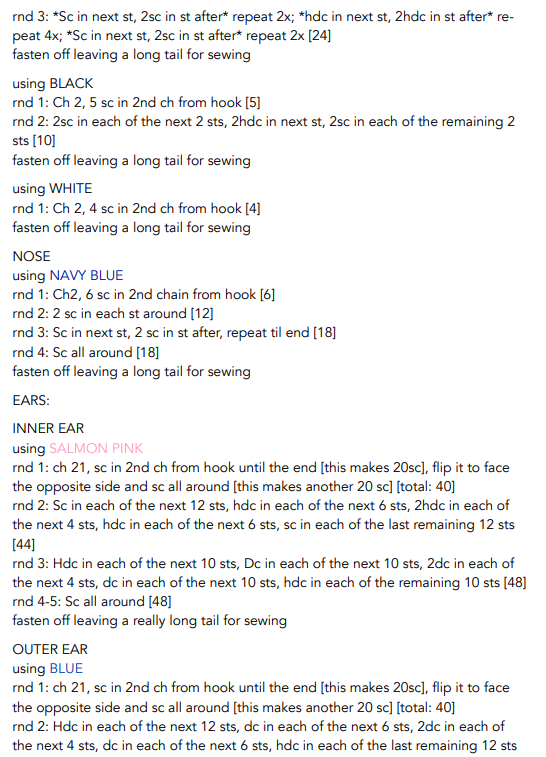 rnd 3: *Sc in next st, 2sc in st after* repeat 2x; *hdc in next st, 2hdc in st after* re-
peat 4x; *Sc in next st, 2sc in st after* repeat 2x [24]
fasten off leaving a long tail for sewing
using BLACK
rnd 1: Ch 2, 5 sc in 2nd ch from hook [5]
rnd 2: 2sc in each of the next 2 sts, 2hdc in next st, 2sc in each of the remaining 2
sts [10]
fasten off leaving a long tail for sewing
using WHITE
rnd 1: Ch 2, 4 sc in 2nd ch from hook [4]
fasten off leaving a long tail for sewing
NOSE
using NAVY BLUE
rnd 1: Ch2, 6 sc in 2nd chain from hook [6]
rnd 2: 2 sc in each st around [12]
rnd 3: Sc in next st, 2 sc in st after, repeat til end [18]
rnd 4: Sc all around [18]
fasten off leaving a long tail for sewing
EARS:
INNER EAR
using SALMON PINK
rnd 1: ch 21, sc in 2nd ch from hook until the end [this makes 20sc], flip it to face
the opposite side and sc all around [this makes another 20 sc] [total: 40]
rnd 2: Sc in each of the next 12 sts, hdc in each of the next 6 sts, 2hdc in each of
the next 4 sts, hdc in each of the next 6 sts, sc in each of the last remaining 12 sts
[44]
rnd 3: Hdc in each of the next 10 sts, Dc in each of the next 10 sts, 2dc in each of
the next 4 sts, dc in each of the next 10 sts, hdc in each of the remaining 10 sts [48]
rnd 4-5: Sc all around [48]
fasten off leaving a really long tail for sewing
OUTER EAR
using BLUE
rnd 1: ch 21, sc in 2nd ch from hook until the end [this makes 20sc], flip it to face
the opposite side and sc all around [this makes another 20 sc] [total: 40]
rnd 2: Hdc in each of the next 12 sts, dc in each of the next 6 sts, 2dc in each of
the next 4 sts, dc in each of the next 6 sts, hdc in each of the last remaining 12 sts